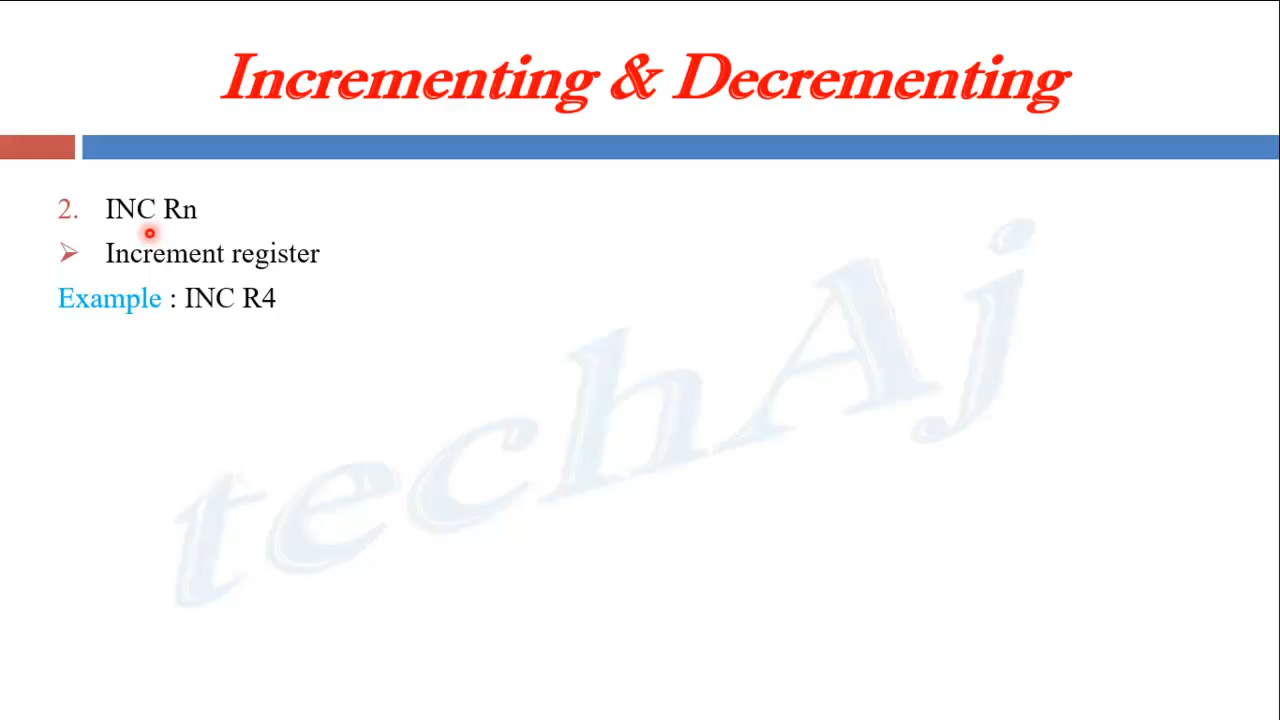 Incrementing & Decrementing
2. INC Rn
➢ Increment register
Example : INC R4
techAj